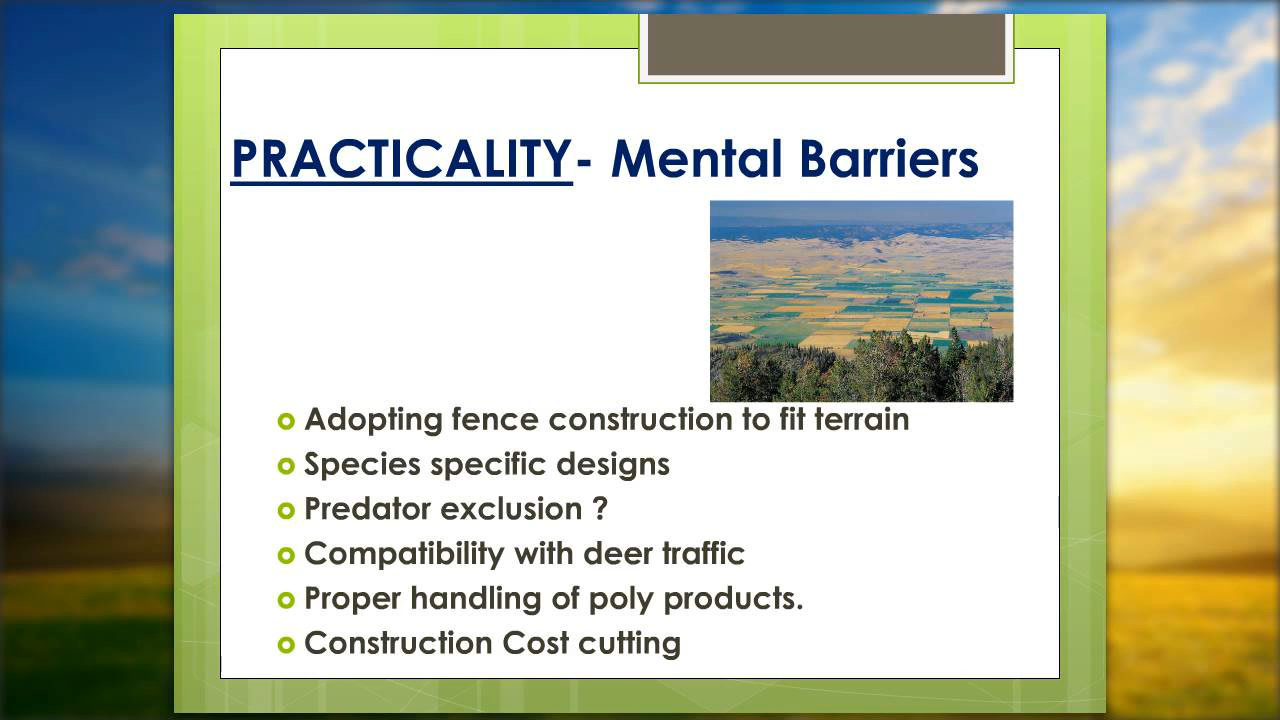 PRACTICALITY- Mental Barriers
Adopting fence construction to fit terrain
Species specific designs
Predator exclusion ?
Compatibility with deer traffic
Proper handling of poly products.
Construction Cost cutting